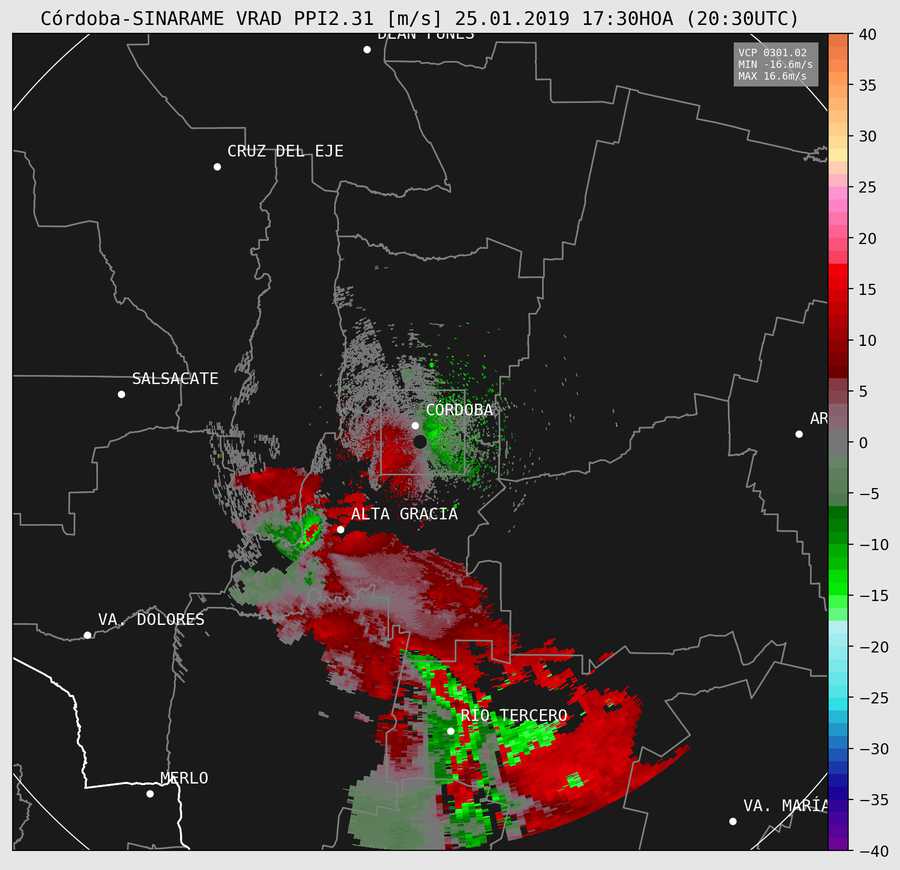 Córdoba-SINARAME VRAD PPI2.31 [m/s] 25.01.2019 17:30HOA (20:30UTC)
DEAN FUNES
VCP 0301.02
MIN -16.6m/s
MAX 16.6m/s
CRUZ DEL EJE
SALSACATE
CORDOBA
AR
ALTA GRACIA
VA. DOLORES
RIO TERCERO
MERLO
VA. MARÍA
40
35
30
25
20
15
10
5
0
−5
−10
−15
−20
−25
−30
−35
−40